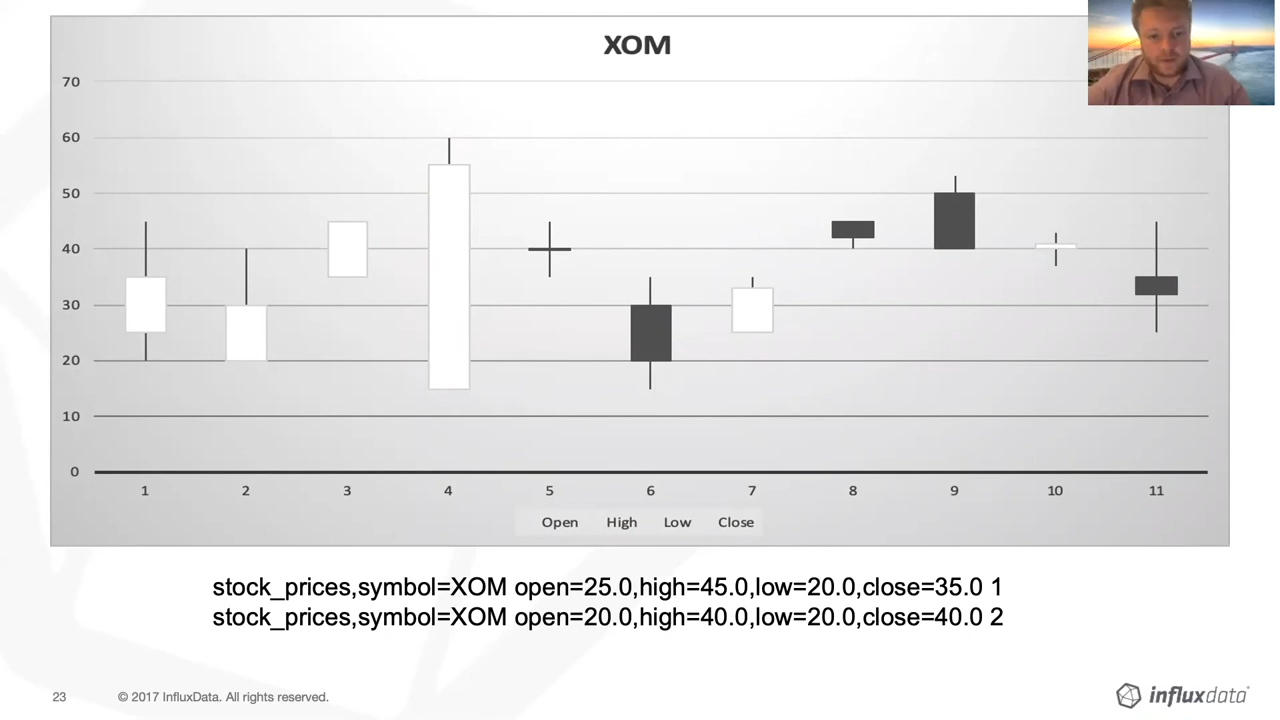 XOM
70
60
50
40
30
20
10
0
1 2 3 4 5 6 7 8 9 10 11
Open High Low Close
stock_prices,symbol=XOM open=25.0,high=45.0,low=20.0,close=35.0 1
stock_prices,symbol=XOM open=20.0,high=40.0,low=20.0,close=40.0 2
23 © 2017 InfluxData. All rights reserved. influxdata